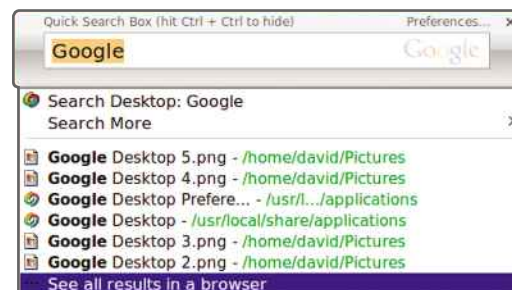 Quick Search Box (hit Ctrl + Ctrl to hide) Preferences...
Google Google
Search Desktop: Google
Search More
Google Desktop 5.png - /home/david/Pictures
Google Desktop 4.png - /home/david/Pictures
Google Desktop Prefere... - /usr/l.../applications
Google Desktop - /usr/local/share/applications
Google Desktop 3.png - /home/david/Pictures
Google Desktop 2.png - /home/david/Pictures
See all results in a browser